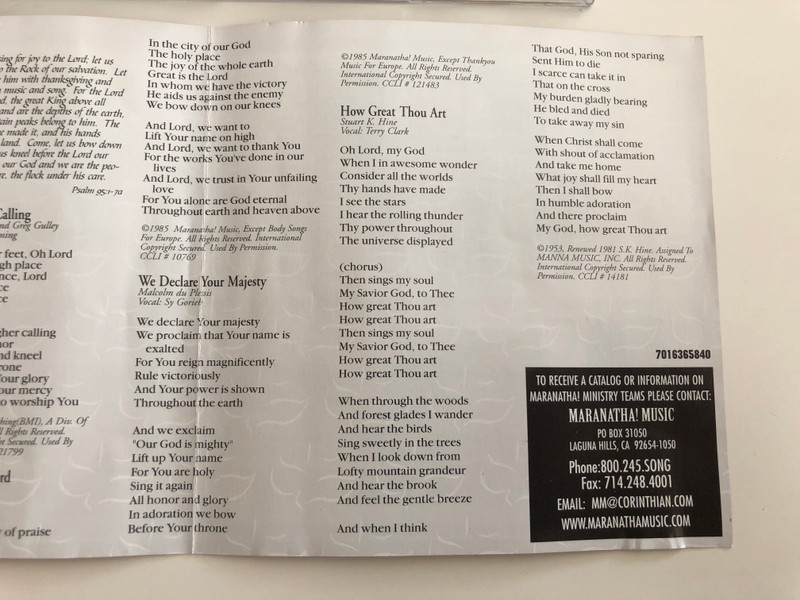 ing for joy to the Lord; let us
o the Rock of our salvation. Let
him with thanksgiving and
music and song. For the Lord
d, the great King above all
and are the depths of the earth,
ain peaks belong to him. The
e made it, and his hands
land. Come, let us bow down
us kneel before the Lord our
our God and we are the peo-
re, the flock under his care.
Psalm 95:1-7a
Calling
nd Greg Gulley
ning
r feet, Oh Lord
gh place
nce, Lord
ce
ce
gher calling
nor
nd kneel
rone
our glory
our mercy
o worship You
hing(BMI), A Div. Of
ll Rights Reserved.
t Secured. Used By
21799
rd
y of praise
In the city of our God
The holy place
The joy of the whole earth
Great is the Lord
In whom we have the victory
He aids us against the enemy
We bow down on our knees
And Lord, we want to
Lift Your name on high
And Lord, we want to thank You
For the works You've done in our
lives
And Lord, we trust in Your unfailing
love
For You alone are God eternal
Throughout earth and heaven above
©1985 Maranatha! Music, Except Body Songs
For Europe. All Rights Reserved. International
Copyright Secured. Used By Permission.
CCLI # 10769
We Declare Your Majesty
Malcolm du Plessis
Vocal: Sy Gorieb
We declare Your majesty
We proclaim that Your name is
exalted
For You reign magnificently
Rule victoriously
And Your power is shown
Throughout the earth
And we exclaim
"Our God is mighty"
Lift up Your name
For You are holy
Sing it again
All honor and glory
In adoration we bow
Before Your throne
©1985 Maranatha! Music, Except Thankyou
Music For Europe. All Rights Reserved.
International Copyright Secured. Used By
Permission. CCLI # 121483
How Great Thou Art
Stuart K. Hine
Vocal: Terry Clark
Oh Lord, my God
When I in awesome wonder
Consider all the worlds
Thy hands have made
I see the stars
I hear the rolling thunder
Thy power throughout
The universe displayed
(chorus)
Then sings my soul
My Savior God, to Thee
How great Thou art
How great Thou art
Then sings my soul
My Savior God, to Thee
How great Thou art
How great Thou art
When through the woods
And forest glades I wander
And hear the birds
Sing sweetly in the trees
When I look down from
Lofty mountain grandeur
And hear the brook
And feel the gentle breeze
And when I think
That God, His Son not sparing
Sent Him to die
I scarce can take it in
That on the cross
My burden gladly bearing
He bled and died
To take away my sin
When Christ shall come
With shout of acclamation
And take me home
What joy shall fill my heart
Then I shall bow
In humble adoration
And there proclaim
My God, how great Thou art
©1953, Renewed 1981 S.K. Hine. Assigned To
MANNA MUSIC, INC. All Rights Reserved.
International Copyright Secured. Used By
Permission. CCLI # 14181
7016365840
TO RECEIVE A CATALOG OR INFORMATION ON
MARANATHA! MINISTRY TEAMS PLEASE CONTACT:
MARANATHA! MUSIC
PO BOX 31050
LAGUNA HILLS, CA 92654-1050
Phone:800.245.SONG
Fax: 714.248.4001
EMAIL: MM@CORINTHIAN.COM
WWW.MARANATHAMUSIC.COM